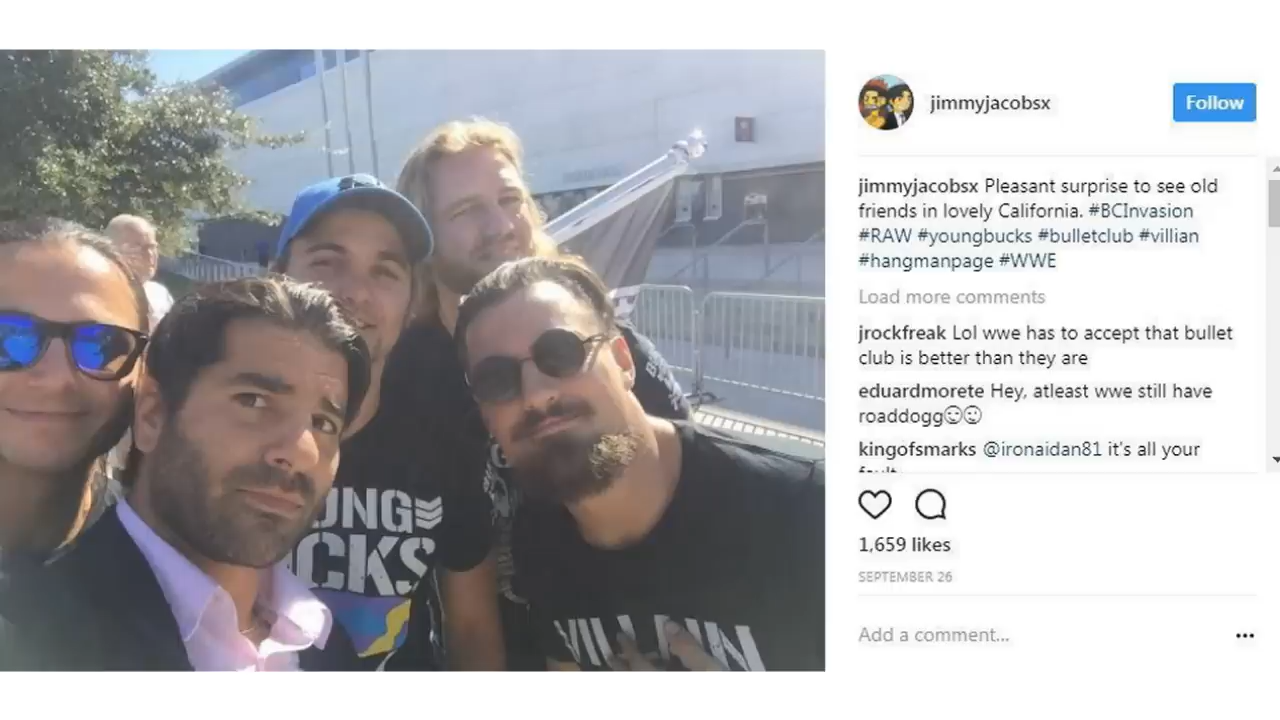 jimmyjacobsx
Follow
jimmyjacobsx Pleasant surprise to see old
friends in lovely California. #BCInvasion
#RAW #youngbucks #bulletclub #villian
#hangmanpage #WWE
Load more comments
jrockfreak Lol wwe has to accept that bullet
club is better than they are
eduardmorete Hey, atleast wwe still have
roaddogg
kingofsmarks @ironaidan81 it's all your
1,659 likes
SEPTEMBER 26
Add a comment...
UNG
CKS
VILLAIN